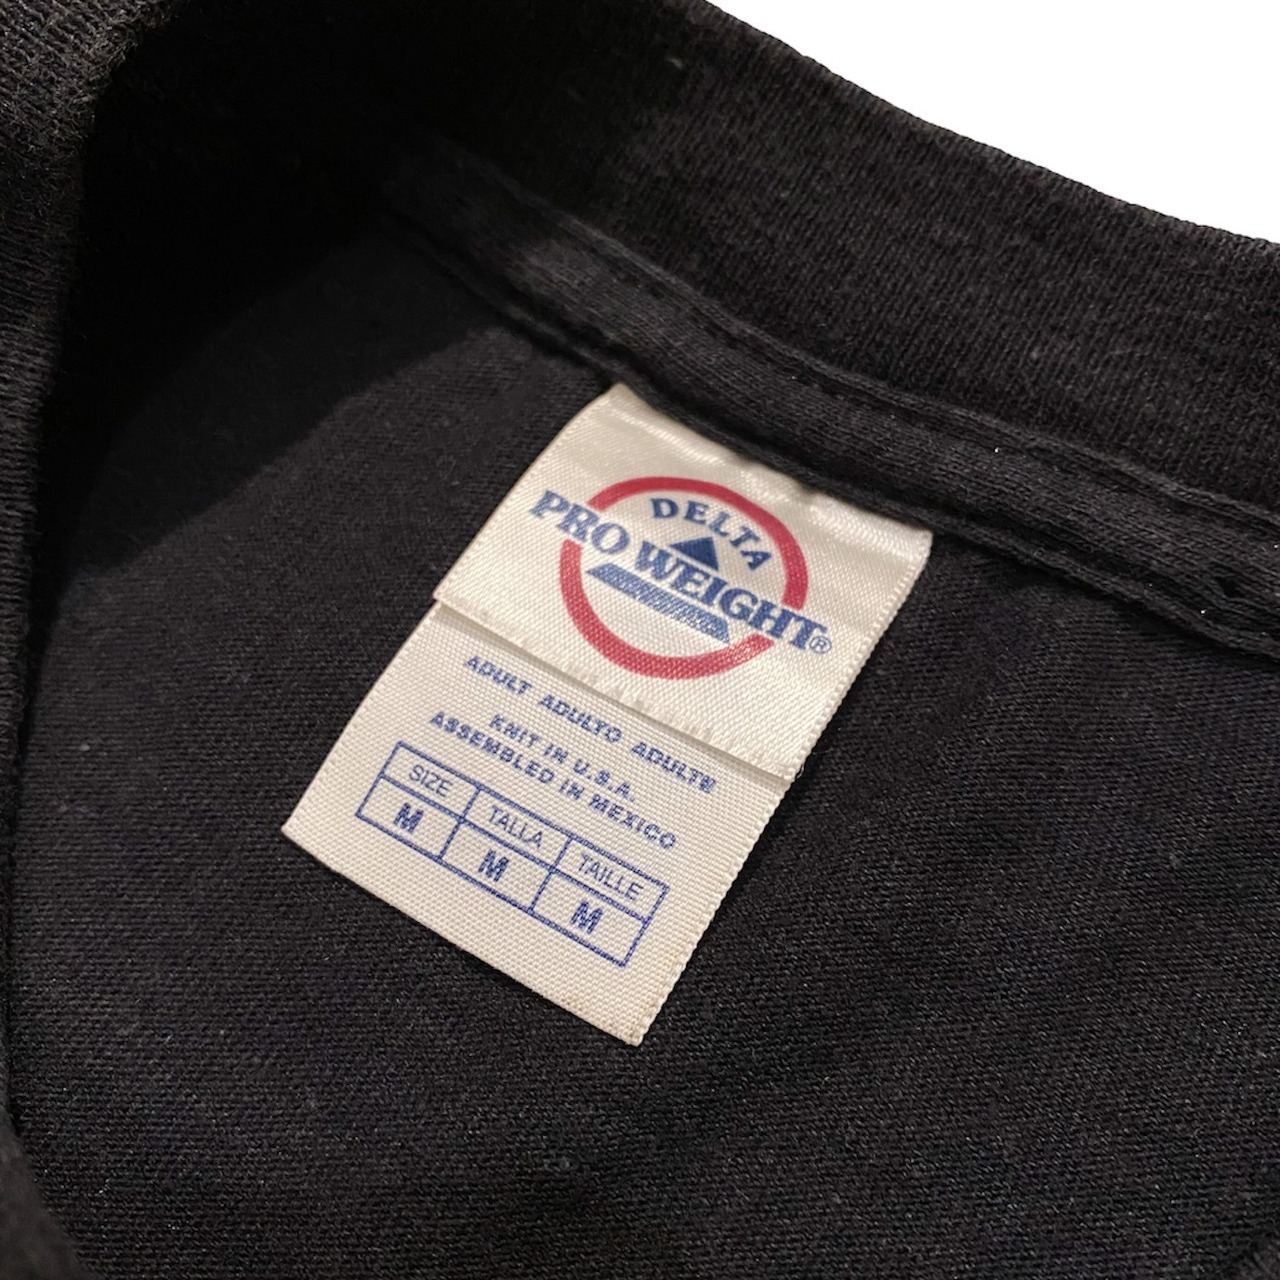 DELTA
PRO WEIGHT®
ADULT ADULTO ADULTE
KNIT IN U.S.A.
ASSEMBLED IN MEXICO
SIZE TALLA TAILLE
M M M